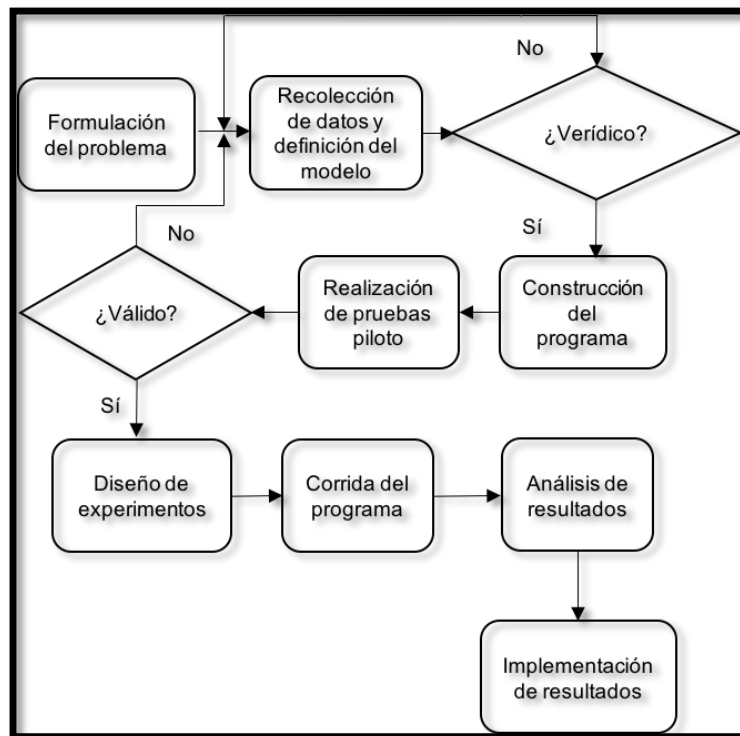 No
Formulación
del problema
Recolección
de datos y
definición del
modelo
¿Verídico?
Sí
No
¿Válido?
Realización
de pruebas
piloto
Construcción
del
programa
Sí
Diseño de
experimentos
Corrida del
programa
Análisis de
resultados
Implementación
de resultados